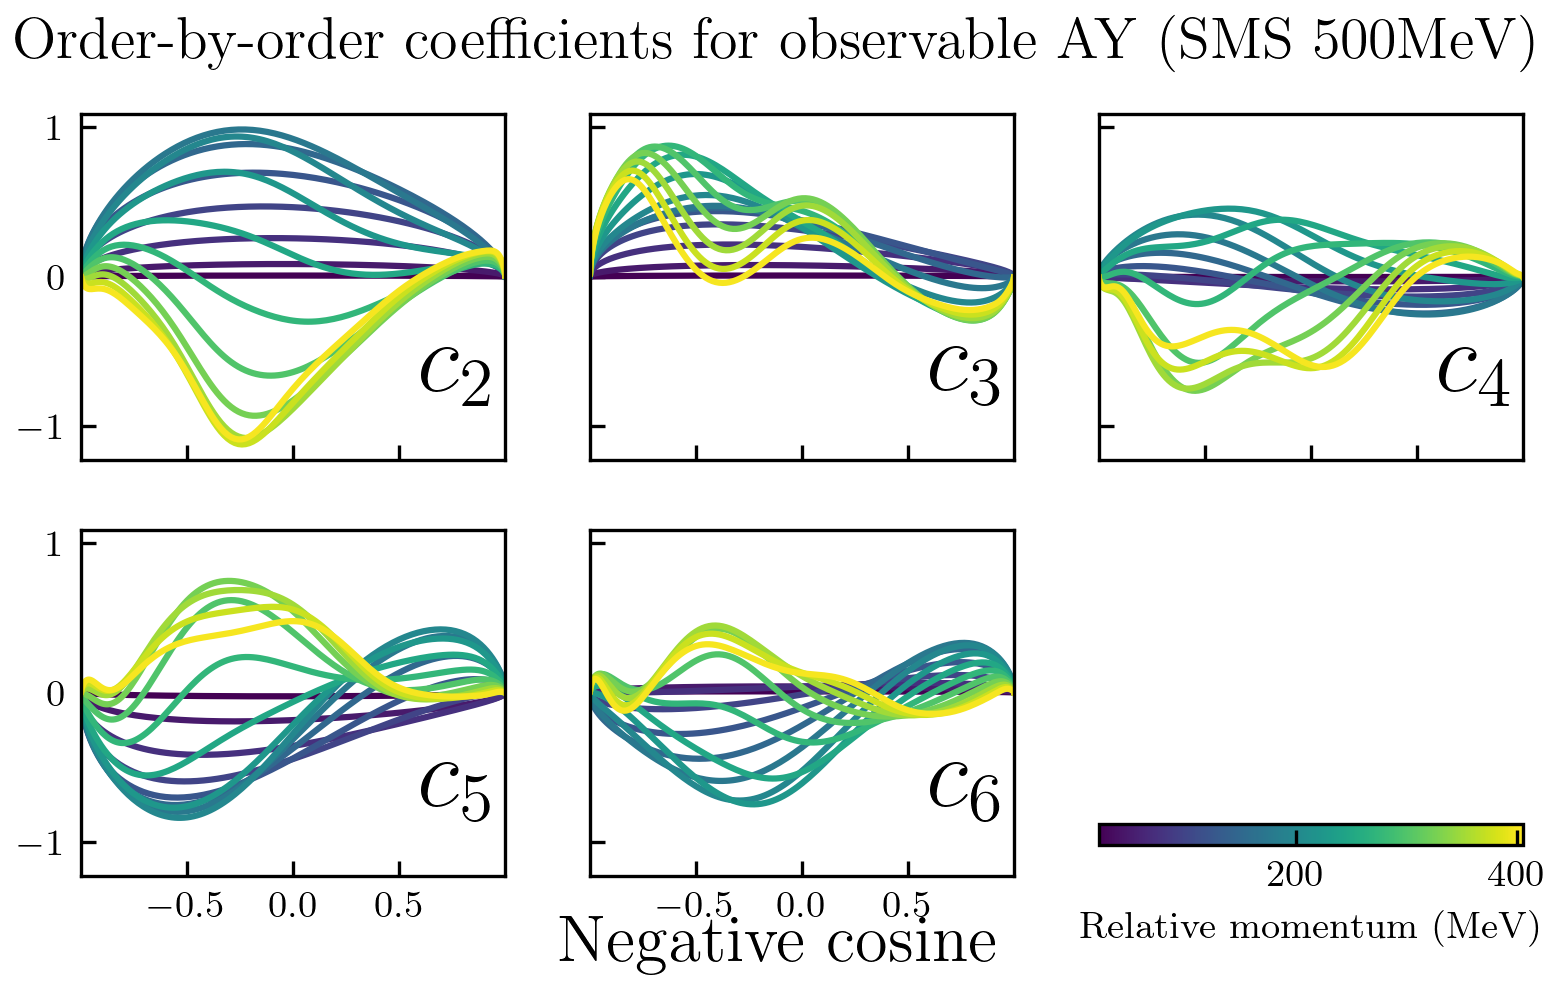 Order-by-order coefficients for observable AY (SMS 500MeV)
1
0
−1
c2
c3
c4
1
0
−1
c5
c6
−0.5 0.0 0.5
−0.5 0.0 0.5
200 400
Relative momentum (MeV)
Negative cosine